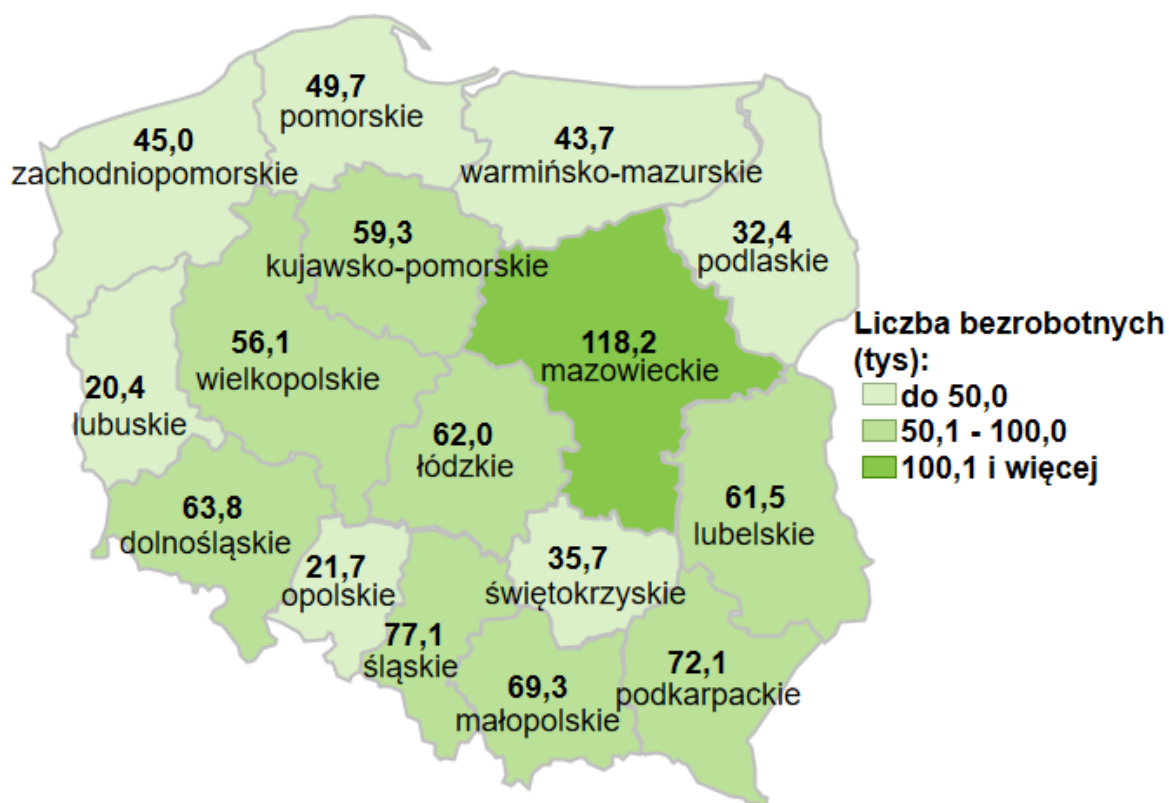 49,7
pomorskie
45,0
zachodniopomorskie
43,7
warmińsko-mazurskie
59,3
kujawsko-pomorskie
32,4
podlaskie
Liczba bezrobotnych
(tys):
do 50,0
50,1 - 100,0
100,1 i więcej
56,1
wielkopolskie
118,2
mazowieckie
20,4
lubuskie
62,0
łódzkie
63,8
dolnośląskie
61,5
lubelskie
21,7
opolskie
35,7
świętokrzyskie
77,1
śląskie
69,3
małopolskie
72,1
podkarpackie